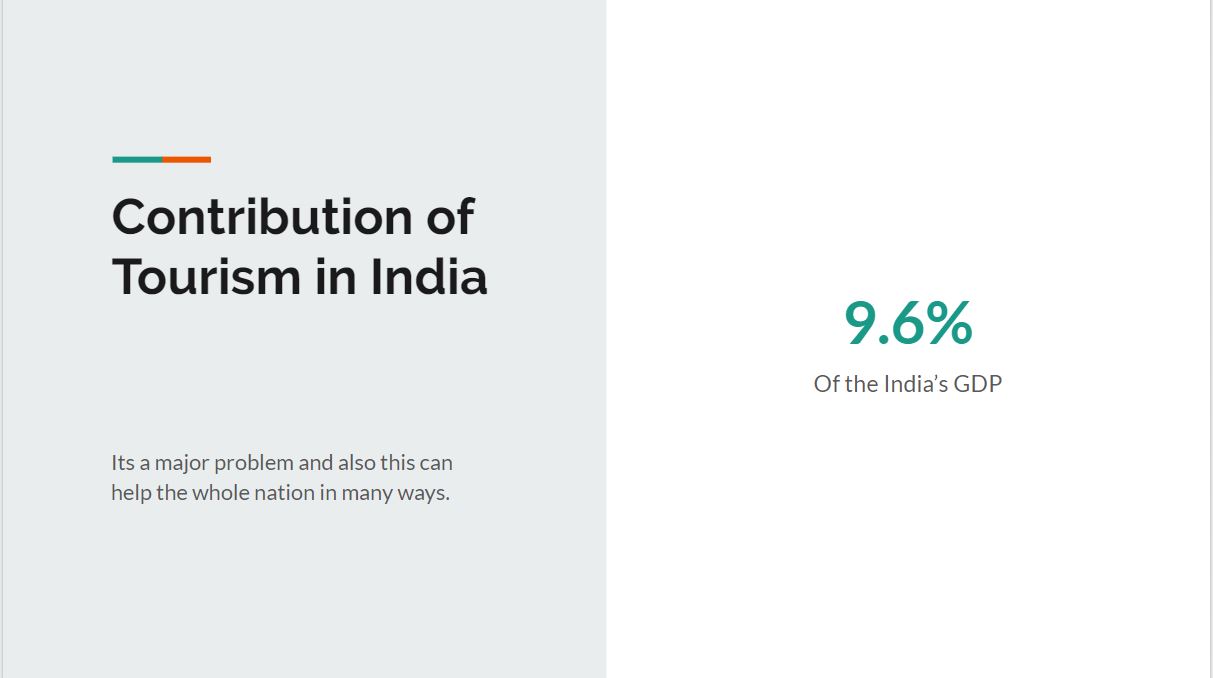 Contribution of
Tourism in India
Its a major problem and also this can
help the whole nation in many ways.
9.6%
Of the India’s GDP